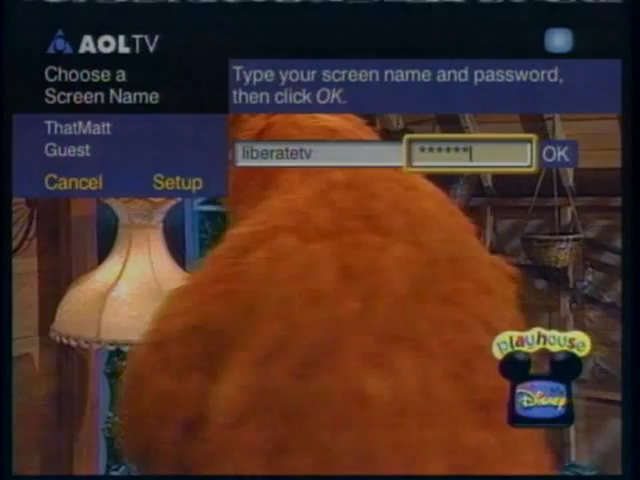 AOLTV
Choose a
Screen Name
Type your screen name and password,
then click OK.
ThatMatt
Guest
liberatetv
******
OK
Cancel
Setup
playhouse
Disney